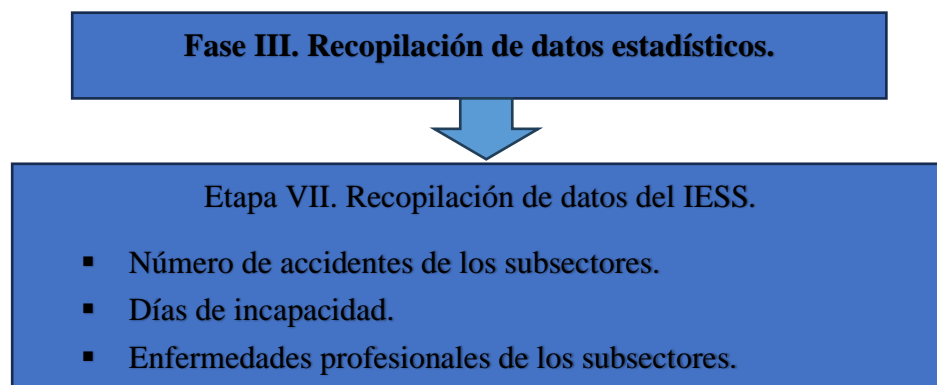 Fase III. Recopilación de datos estadísticos.
Etapa VII. Recopilación de datos del IESS.
▪ Número de accidentes de los subsectores.
▪ Días de incapacidad.
▪ Enfermedades profesionales de los subsectores.